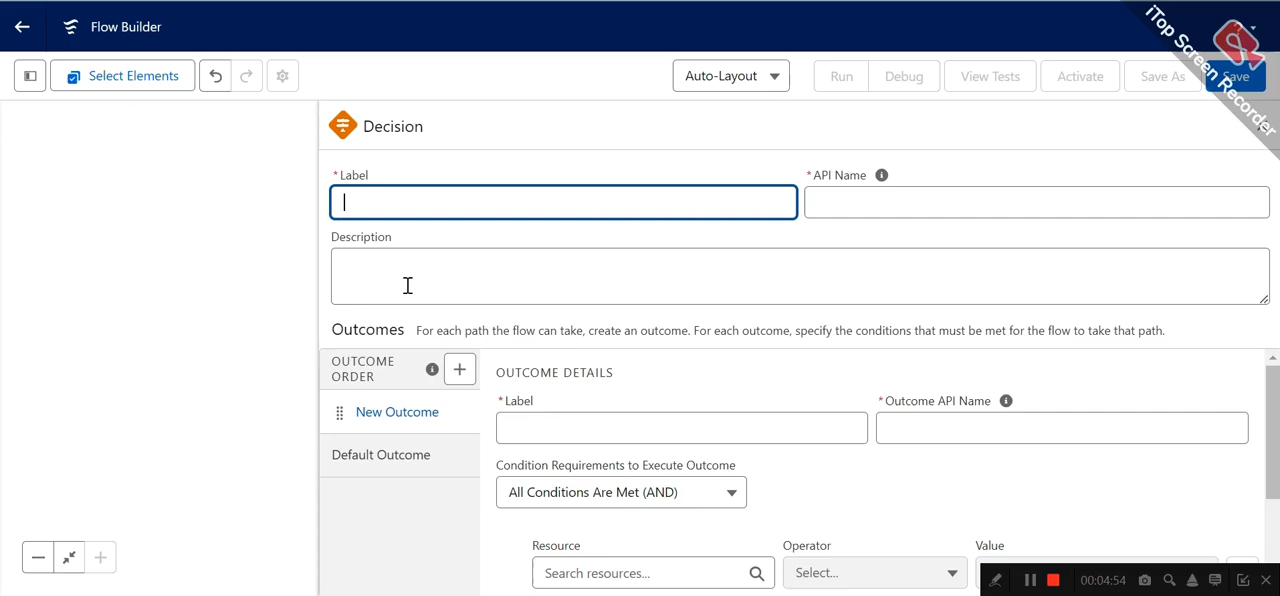 Flow Builder
Select Elements
Auto-Layout
Run
Debug
View Tests
Activate
Save As
Save
iTop Screen Recorder
Decision
* Label
* API Name
Description
Outcomes For each path the flow can take, create an outcome. For each outcome, specify the conditions that must be met for the flow to take that path.
OUTCOME
ORDER
New Outcome
Default Outcome
OUTCOME DETAILS
* Label
* Outcome API Name
Condition Requirements to Execute Outcome
All Conditions Are Met (AND)
Resource
Operator
Value
Search resources...
Select...
00:04:54